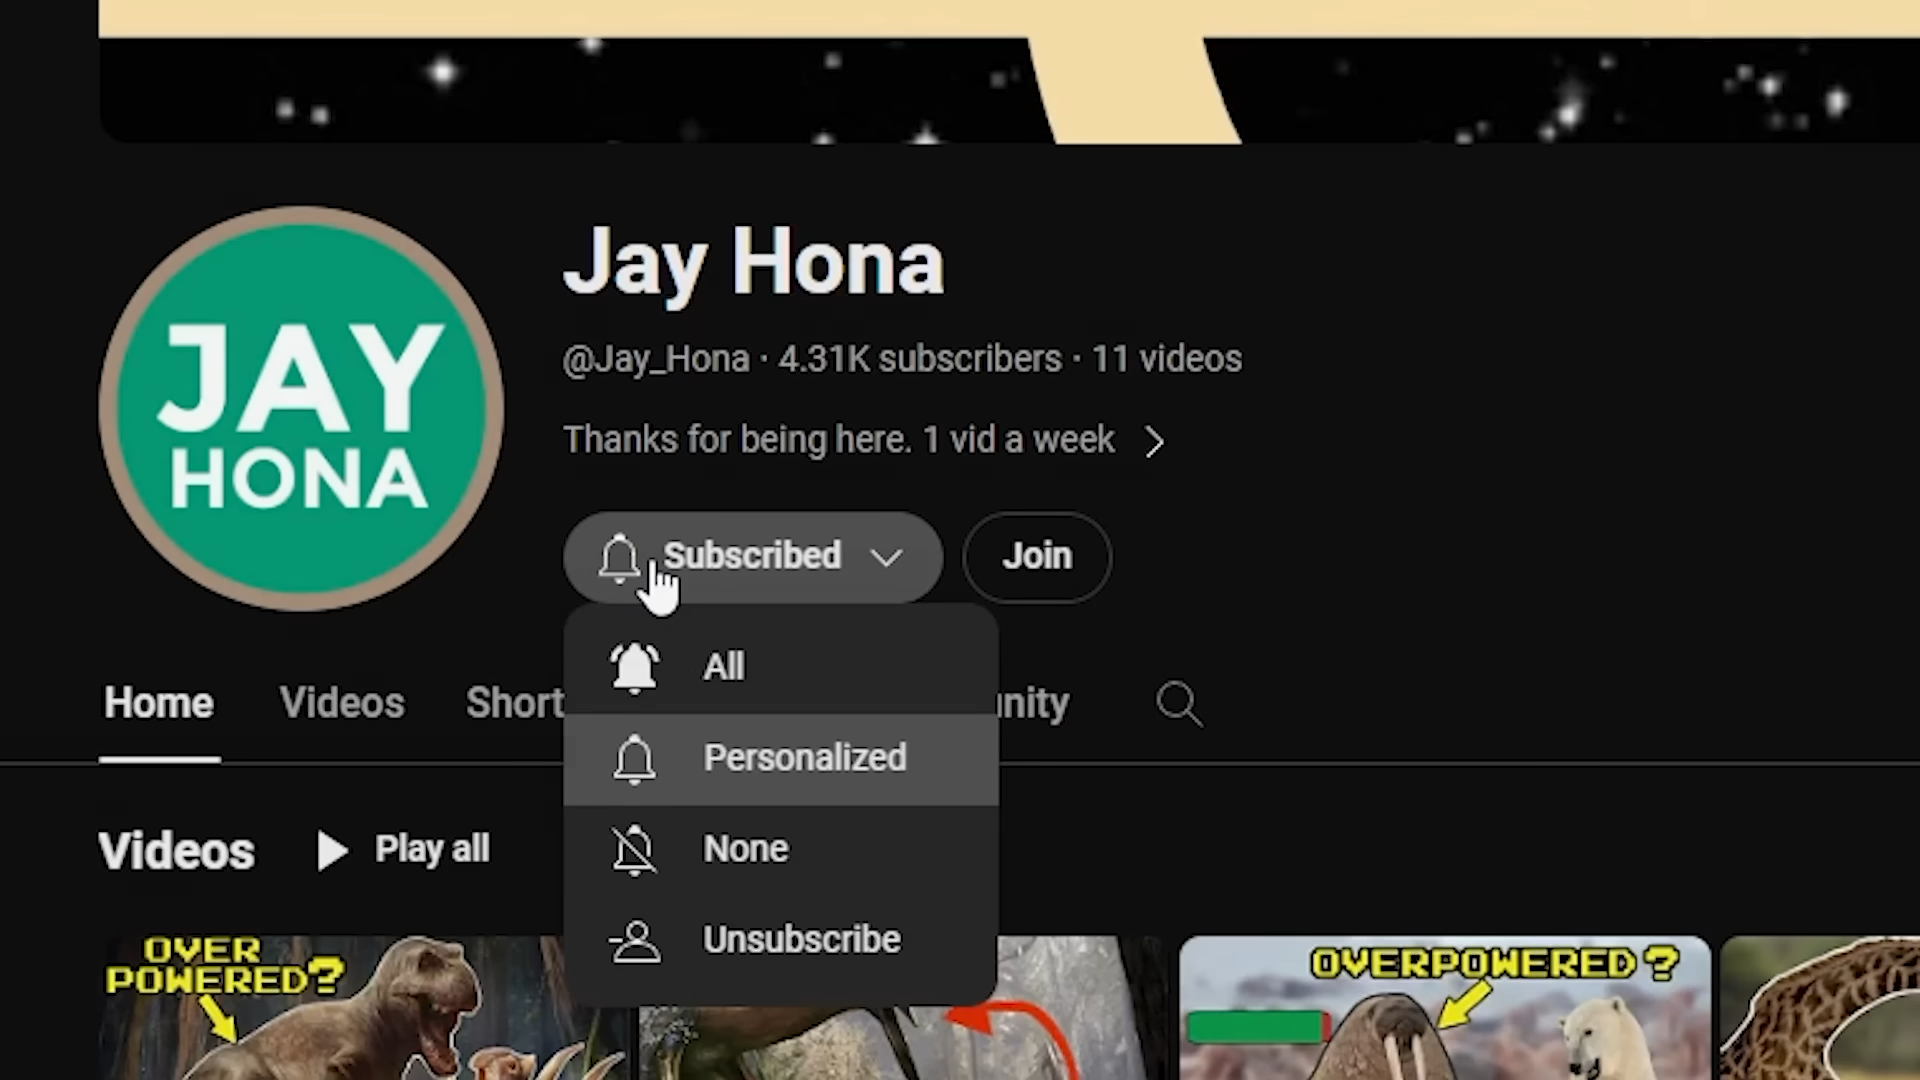 JAY
HONA
Jay Hona
@Jay_Hona · 4.31K subscribers · 11 videos
Thanks for being here. 1 vid a week
Subscribed
Join
All
Personalized
None
Unsubscribe
Home
Videos
Short
nity
Videos
Play all
OVER
POWERED?
OVERPOWERED?